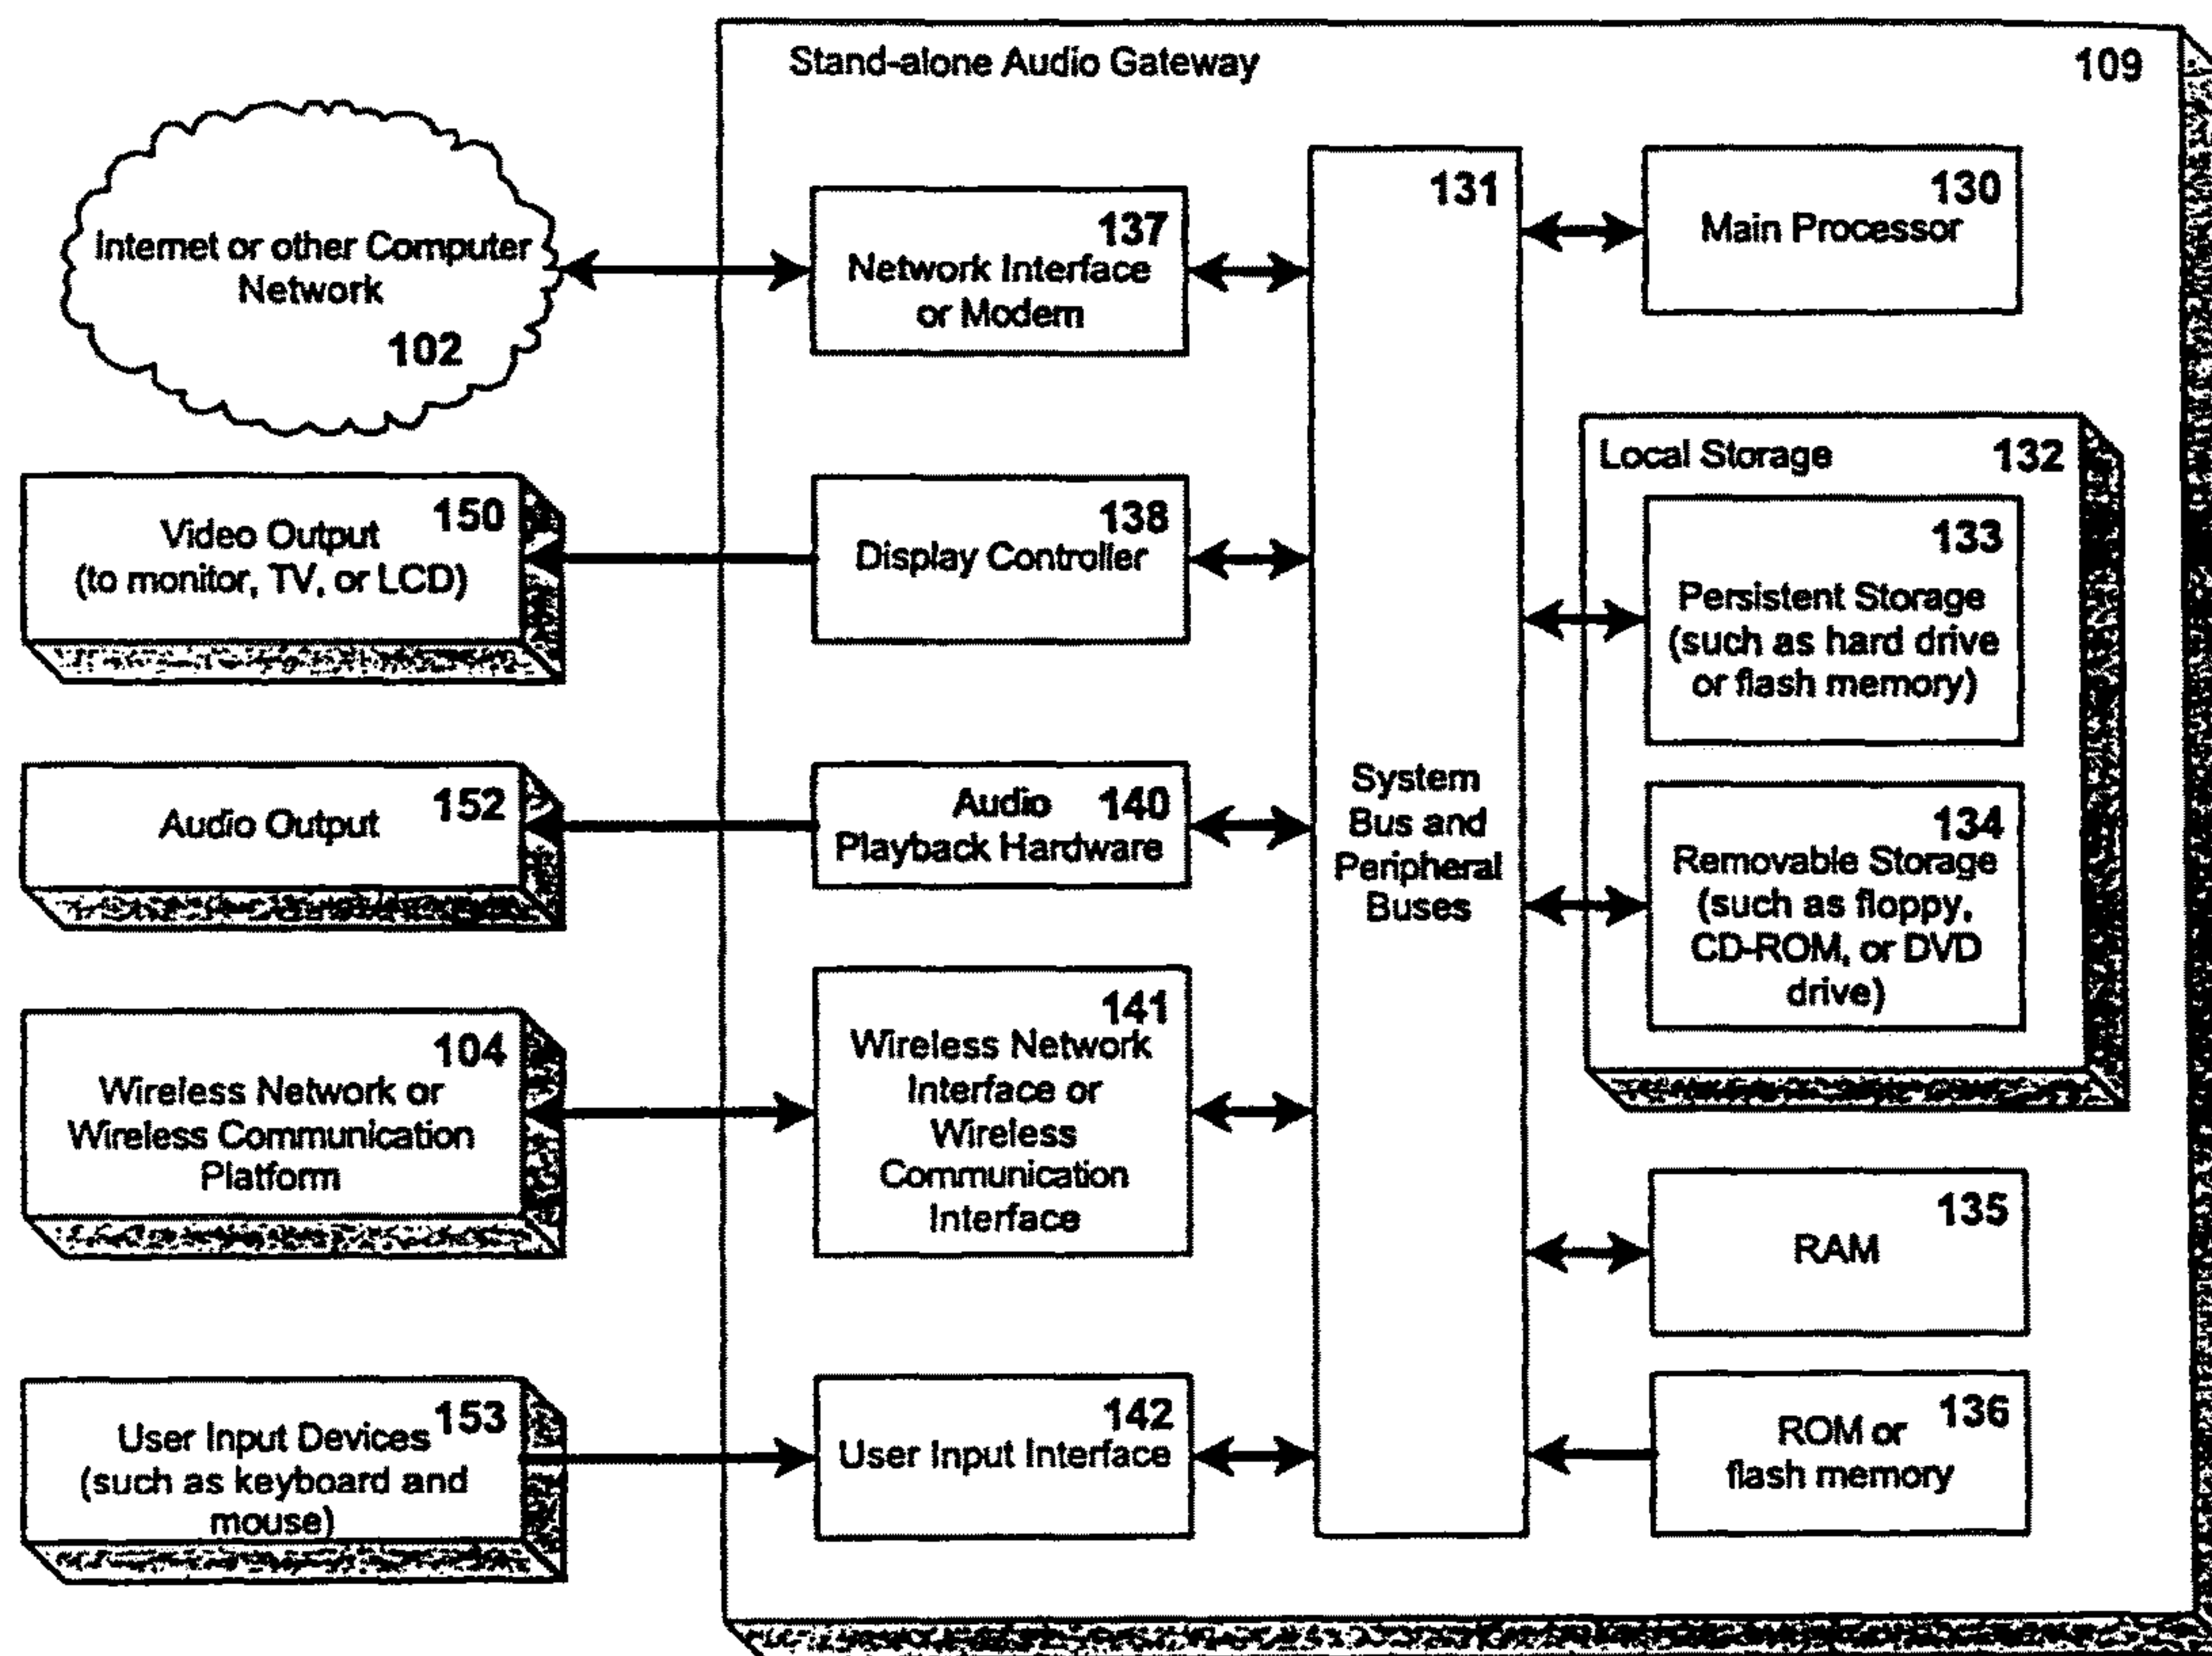 Stand-alone Audio Gateway
109
Internet or other Computer
Network
102
137
Network Interface
or Modem
131
System
Bus and
Peripheral
Buses
130
Main Processor
Video Output
150
(to monitor, TV, or LCD)
138
Display Controller
Local Storage
132
133
Persistent Storage
(such as hard drive
or flash memory)
Audio Output
152
Audio
140
Playback Hardware
134
Removable Storage
(such as floppy,
CD-ROM, or DVD
drive)
104
Wireless Network or
Wireless Communication
Platform
141
Wireless Network
Interface or
Wireless
Communication
Interface
135
RAM
User Input Devices
153
(such as keyboard and
mouse)
142
User Input Interface
136
ROM or
flash memory